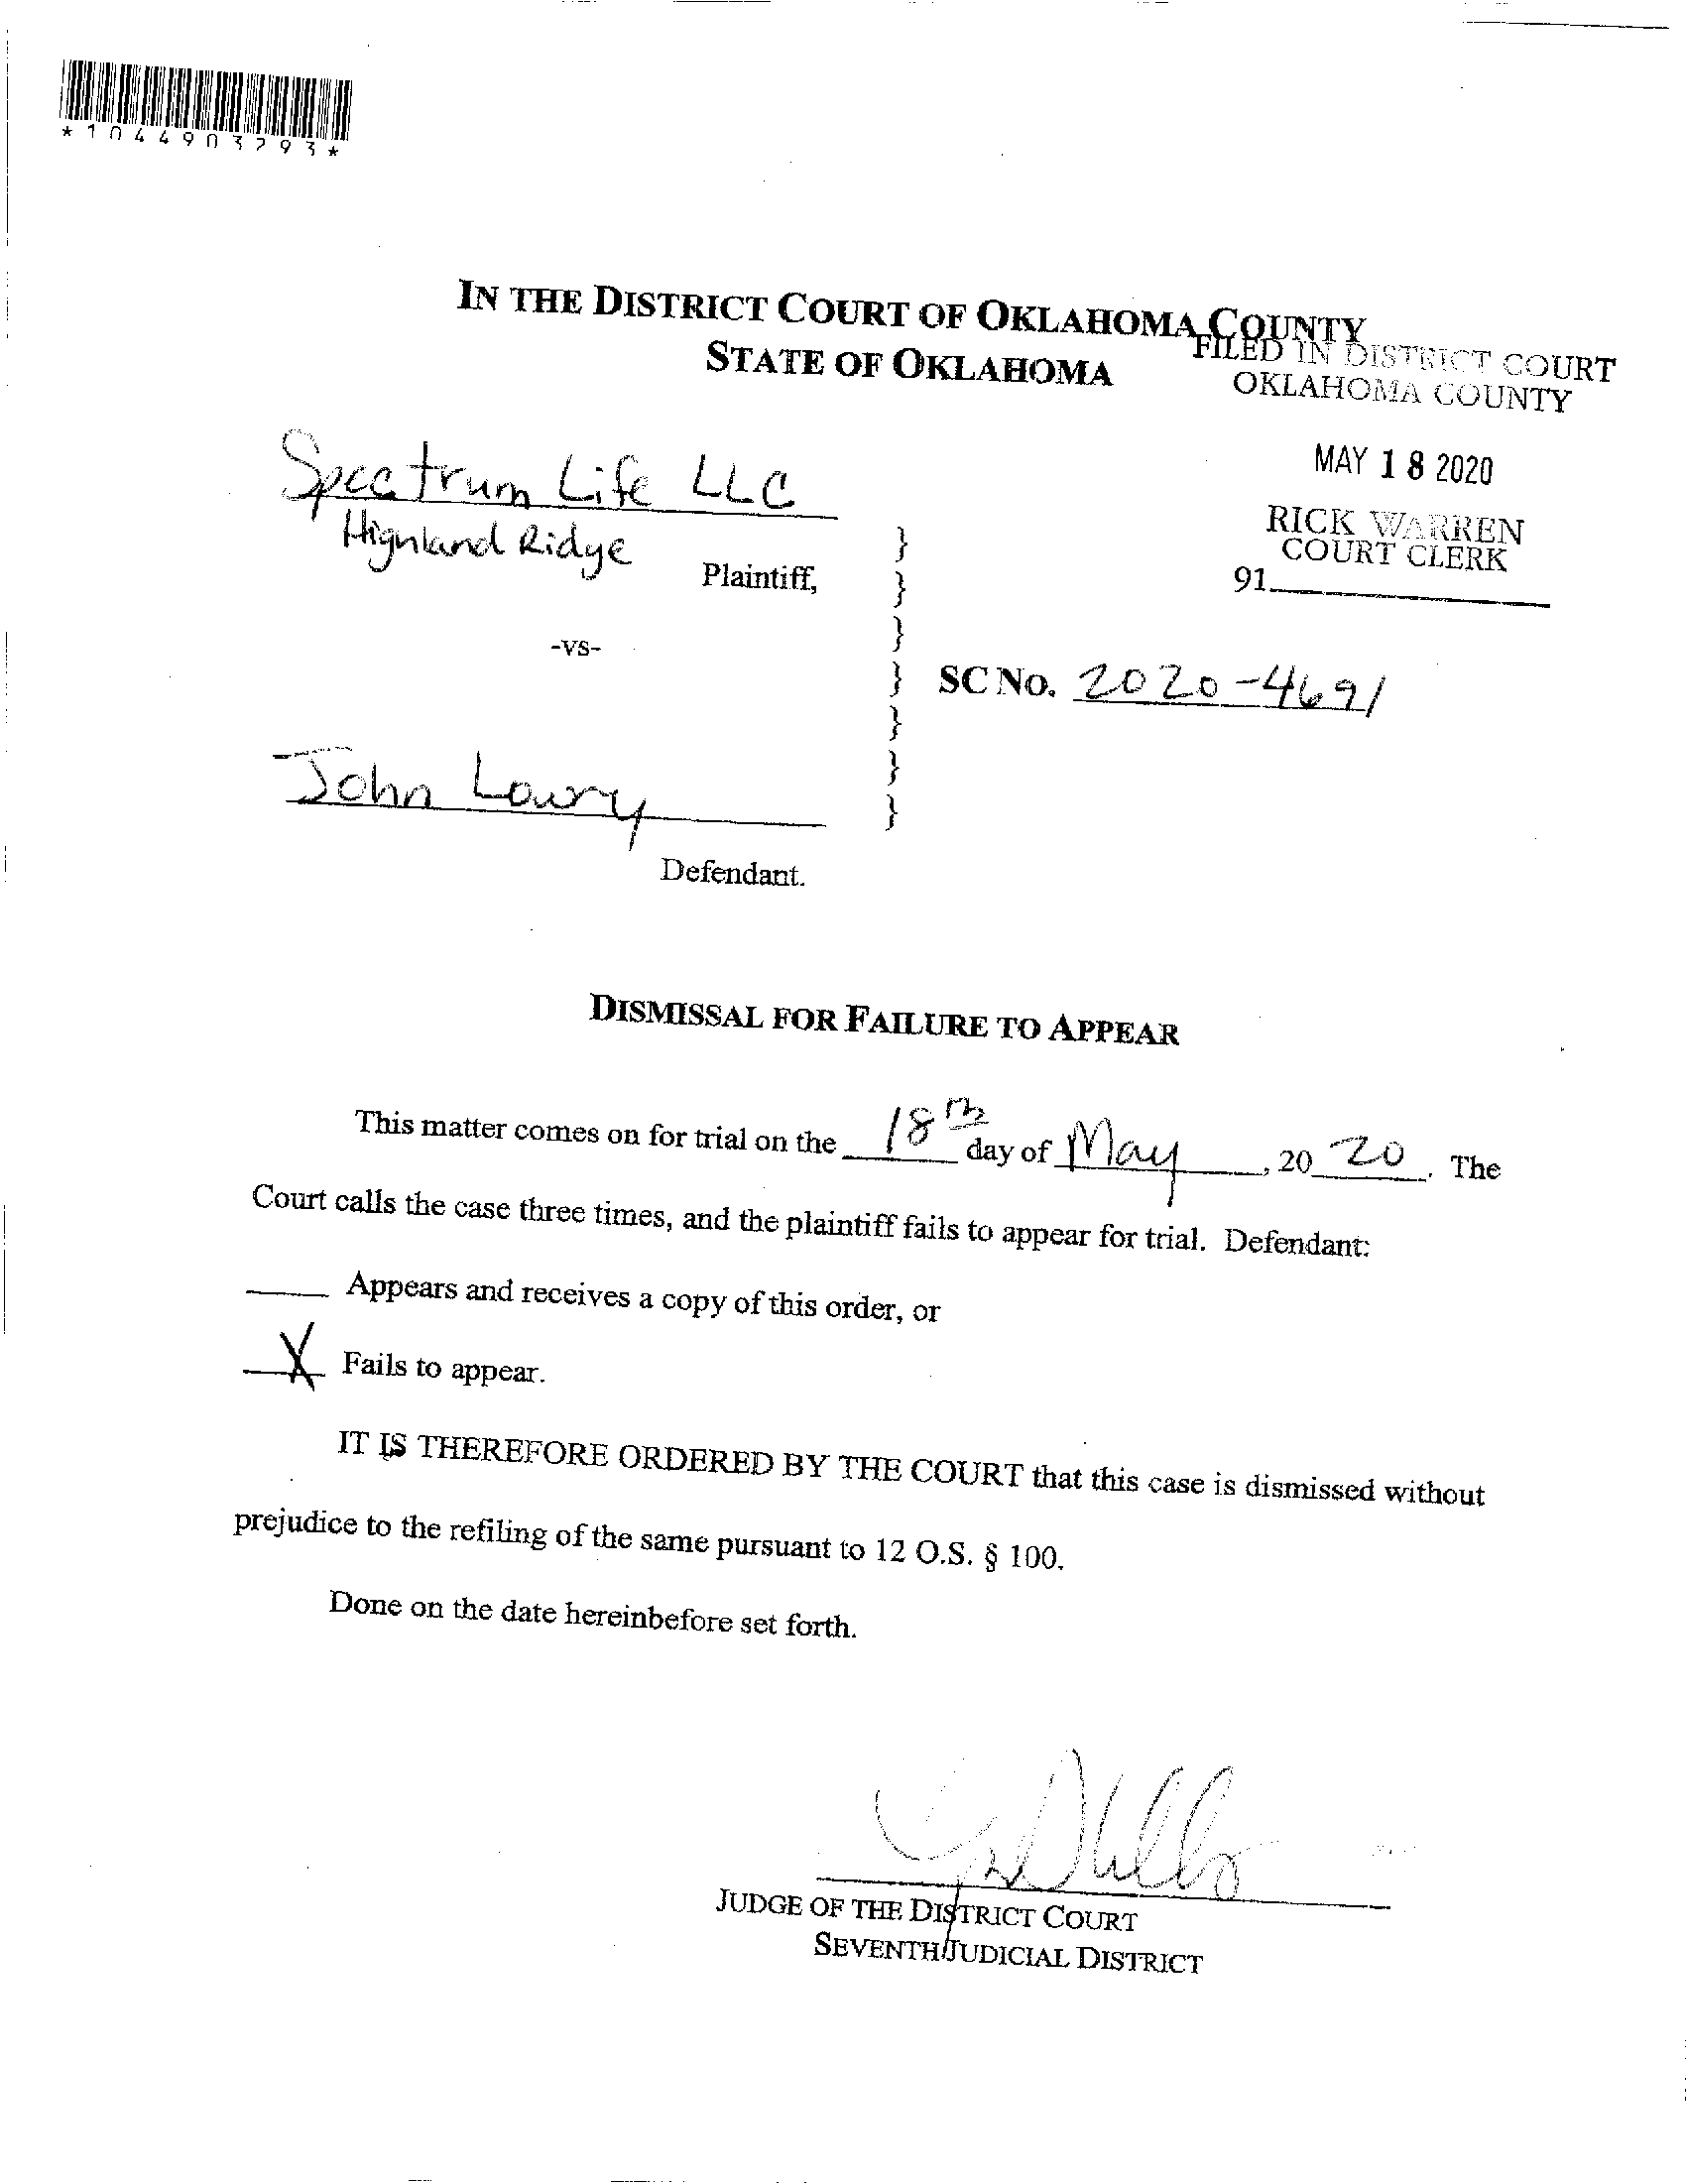 *1044903293*
IN THE DISTRICT COURT OF OKLAHOMA COUNTY
STATE OF OKLAHOMA
FILED IN DISTRICT COURT
OKLAHOMA COUNTY
MAY 18 2020
RICK WARREN
COURT CLERK
91
Spectrum Life LLC
Highland Ridge
Plaintiff,
-vs-
SC No. 2020-4691
John Lowry
Defendant.
}
}
}
}
}
}
}
DISMISSAL FOR FAILURE TO APPEAR
This matter comes on for trial on the 18th day of May, 2020. The
Court calls the case three times, and the plaintiff fails to appear for trial. Defendant:
Appears and receives a copy of this order, or
X Fails to appear.
IT IS THEREFORE ORDERED BY THE COURT that this case is dismissed without
prejudice to the refiling of the same pursuant to 12 O.S. § 100.
Done on the date hereinbefore set forth.
JUDGE OF THE DISTRICT COURT
SEVENTH JUDICIAL DISTRICT